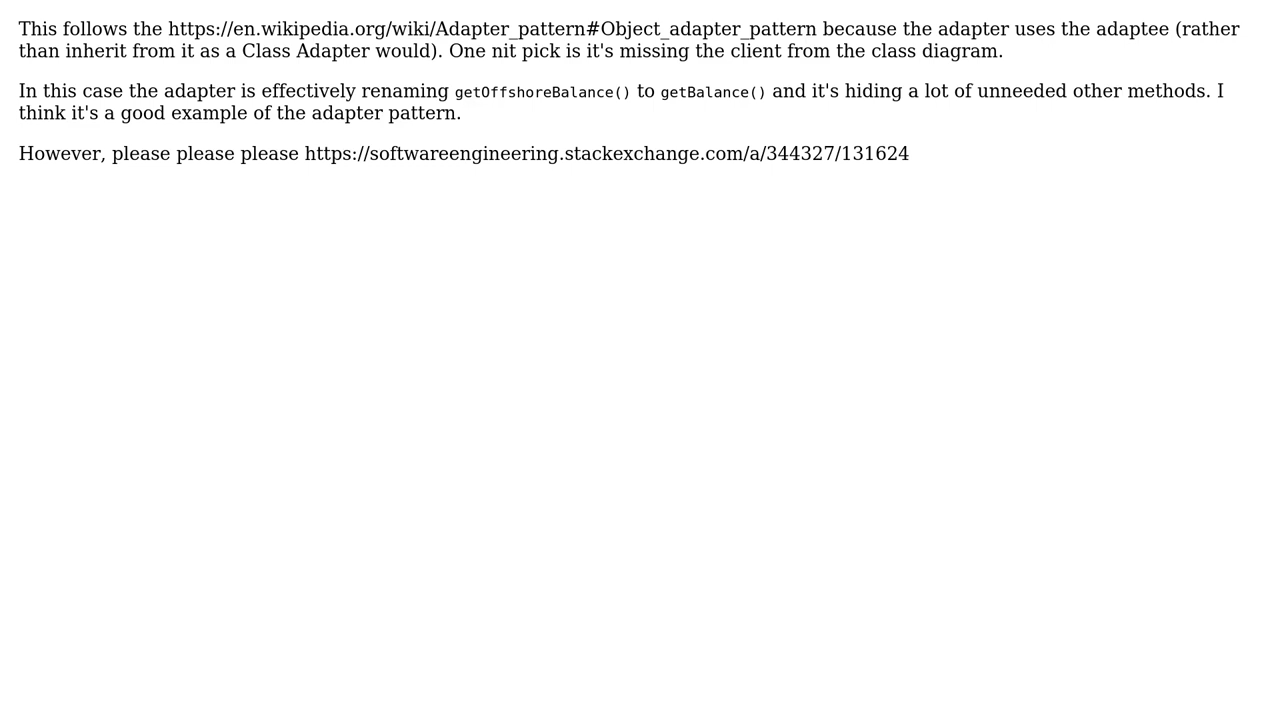 This follows the https://en.wikipedia.org/wiki/Adapter_pattern#Object_adapter_pattern because the adapter uses the adaptee (rather
than inherit from it as a Class Adapter would). One nit pick is it's missing the client from the class diagram.
In this case the adapter is effectively renaming getOffshoreBalance() to getBalance() and it's hiding a lot of unneeded other methods. I
think it's a good example of the adapter pattern.
However, please please please https://softwareengineering.stackexchange.com/a/344327/131624